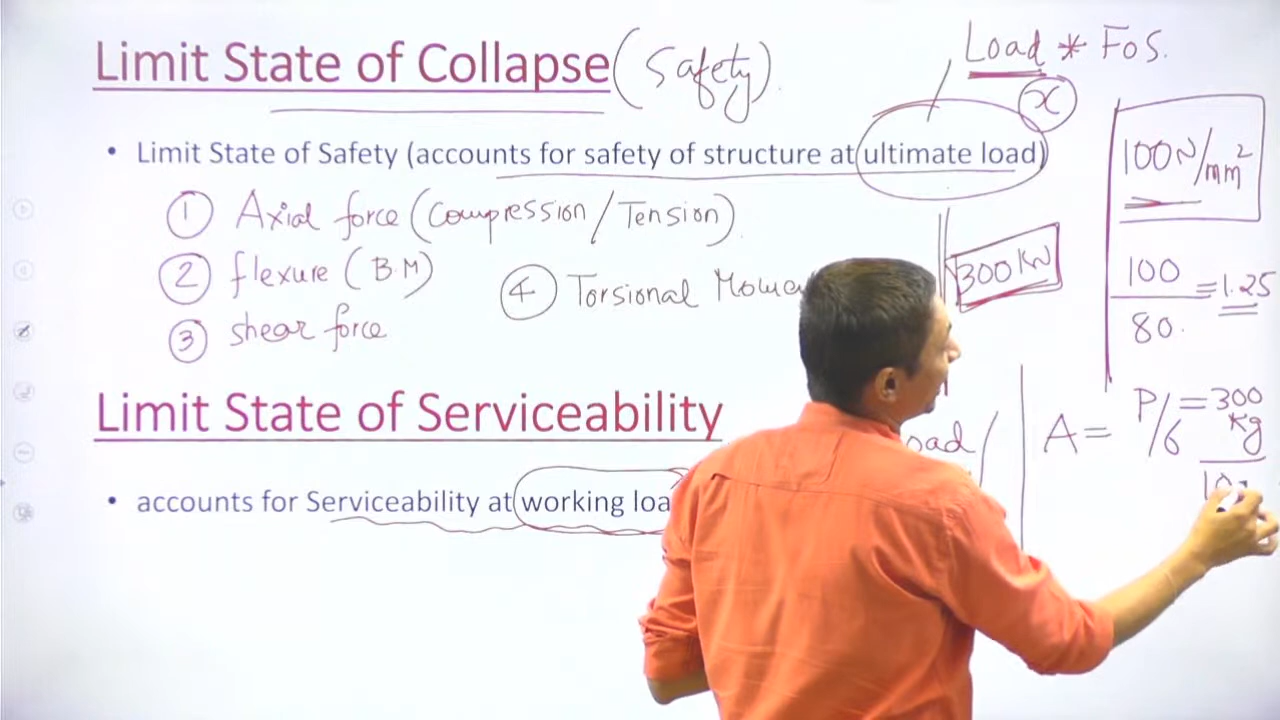 Limit State of Collapse (Safety)
Load * FoS.
x
• Limit State of Safety (accounts for safety of structure at ultimate load)
① Axial force (Compression/Tension)
② flexure (B.M)
③ shear force
④ Torsional
300 KN
100N/mm²
100
80.
=1.25
Limit State of Serviceability
• accounts for Serviceability at working
A = P/6 = 300
Kg